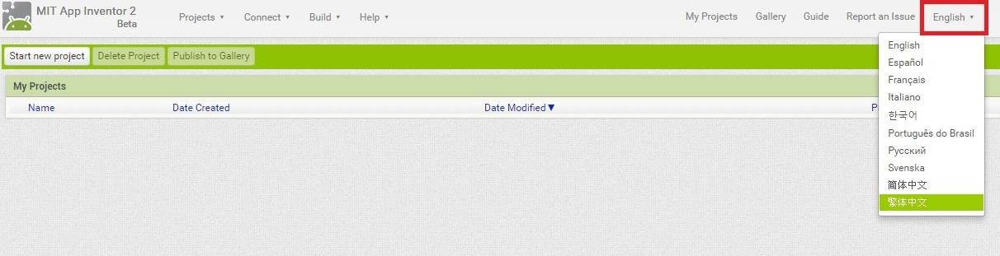 MIT App Inventor 2
Beta
Projects Connect Build Help
My Projects Gallery Guide Report an Issue English
Start new project Delete Project Publish to Gallery
My Projects
Name Date Created Date Modified▼
English
Español
Français
Italiano
한국어
Português do Brasil
Русский
Svenska
简体中文
繁体中文